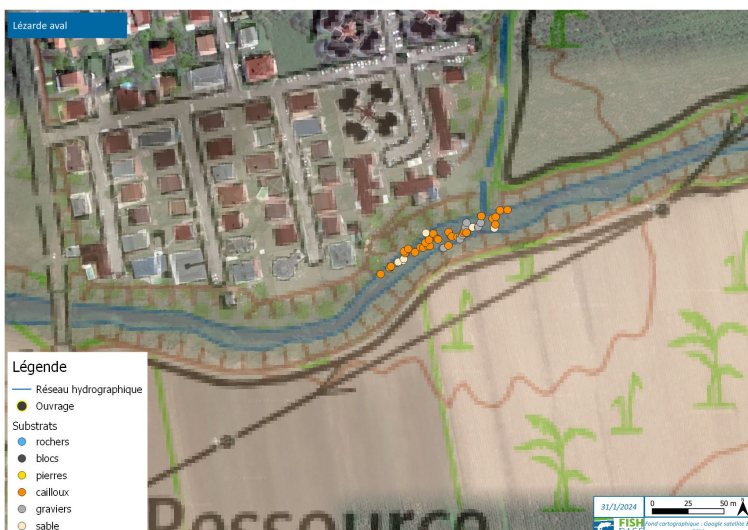 Lézarde aval
Légende
Réseau hydrographique
Ouvrage
Substrats
rochers
blocs
pierres
cailloux
graviers
sable
Ressource
31/1/2024
0 25 50 m
FISH
Fond cartographique : Google satellite